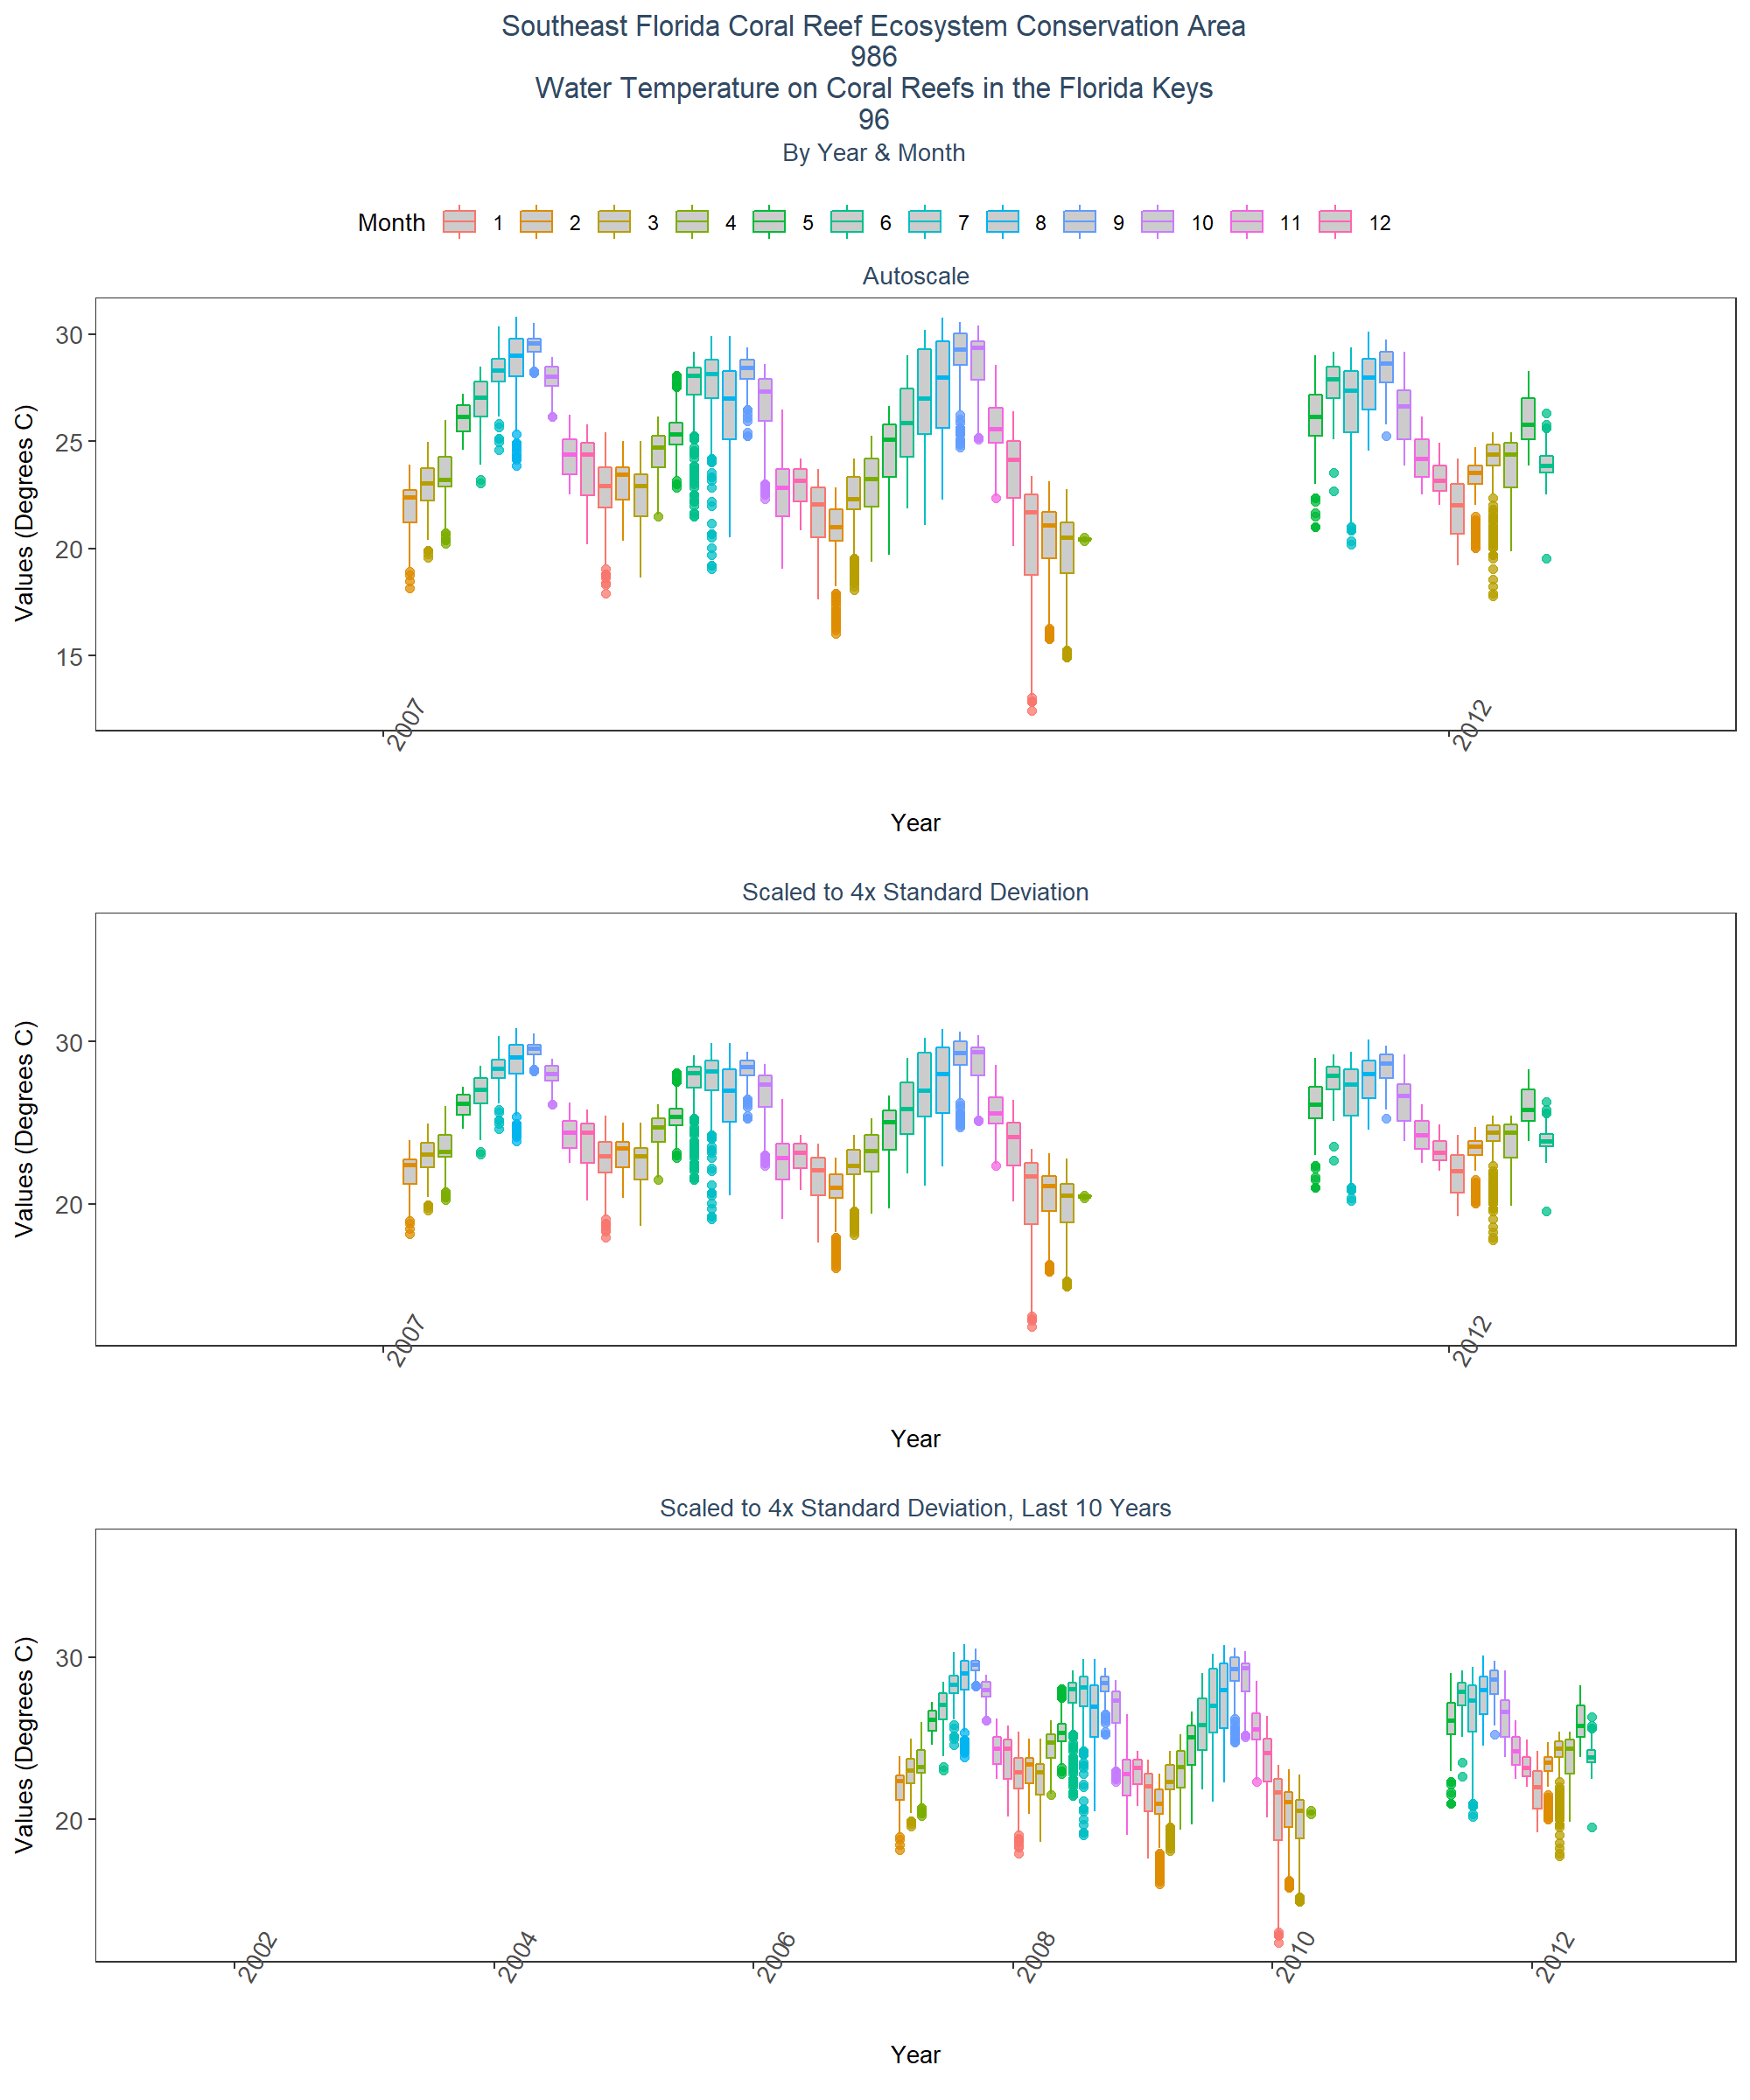 Southeast Florida Coral Reef Ecosystem Conservation Area
986
Water Temperature on Coral Reefs in the Florida Keys
96
By Year & Month
Month 1 2 3 4 5 6 7 8 9 10 11 12
Autoscale
Values (Degrees C)
30
25
20
15
2007 2012
Year
Scaled to 4x Standard Deviation
Values (Degrees C)
30
20
2007 2012
Year
Scaled to 4x Standard Deviation, Last 10 Years
Values (Degrees C)
30
20
2002 2004 2006 2008 2010 2012
Year